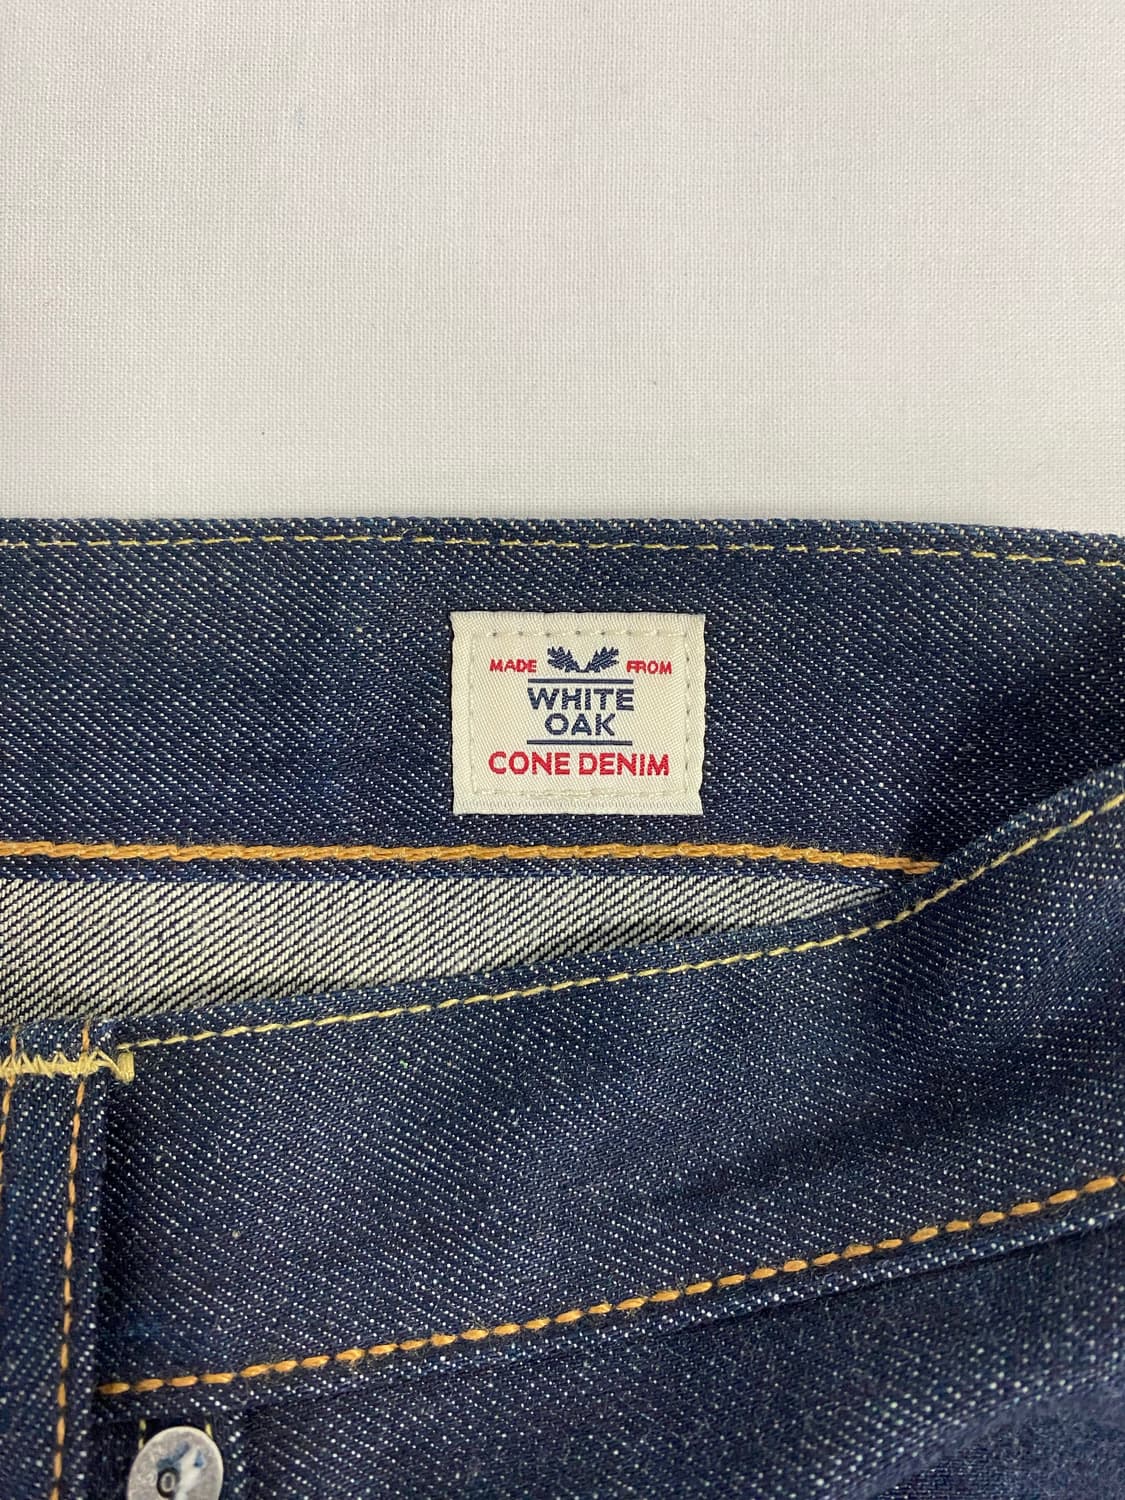 MADE FROM
WHITE
OAK
CONE DENIM